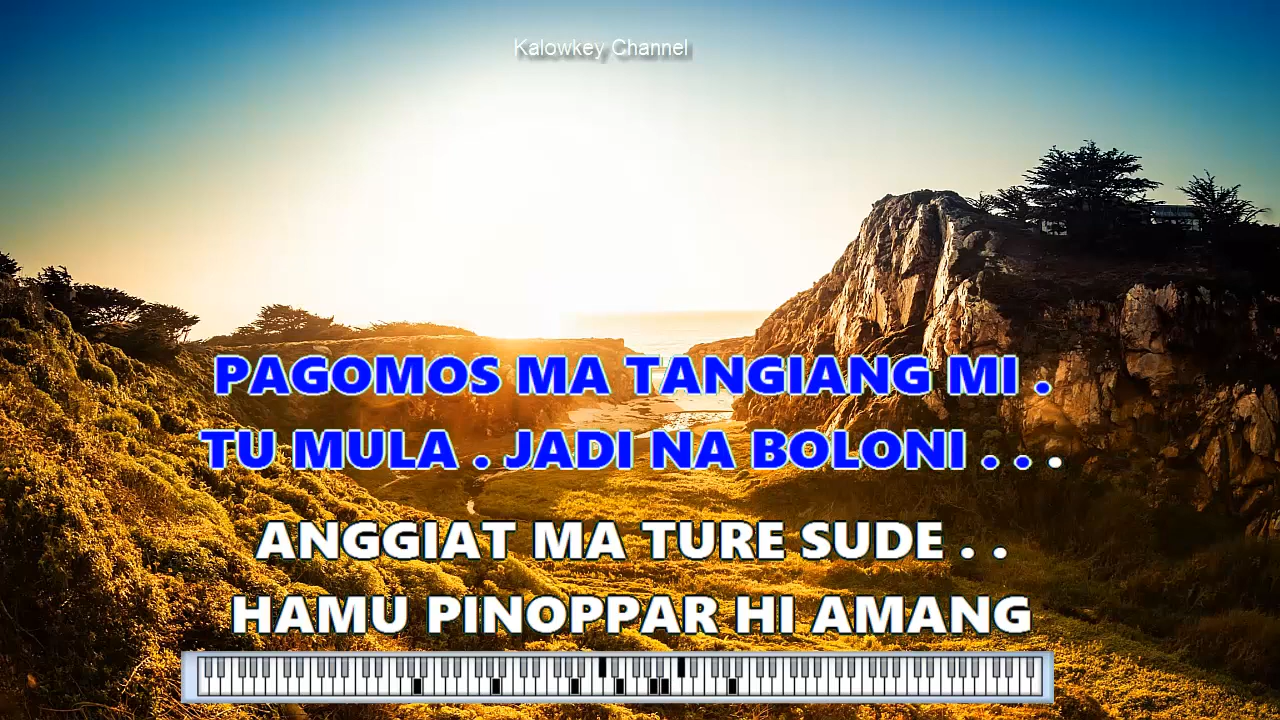 Kalowkey Channel
PAGOMOS MA TANGIANG MI .
TU MULA . JADI NA BOLONI . . .
ANGGIAT MA TURE SUDE . .
HAMU PINOPPAR HI AMANG